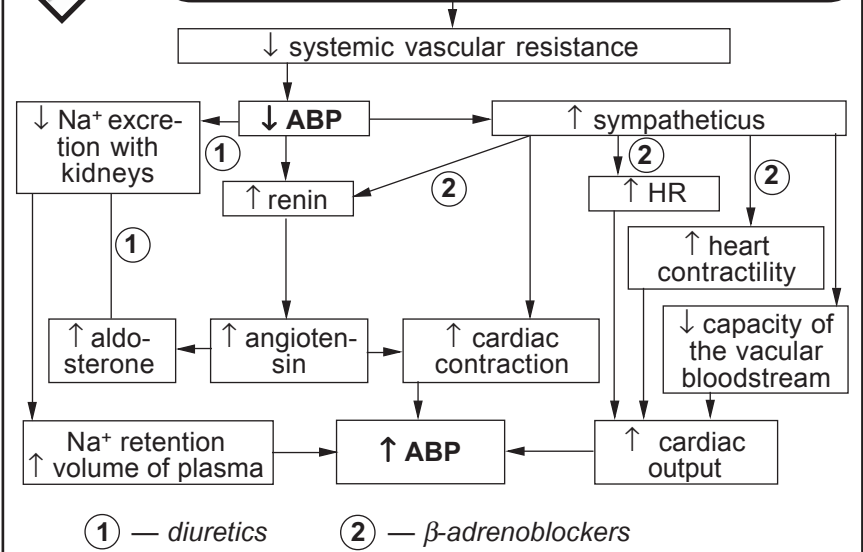 ↓ systemic vascular resistance
↓ Na⁺ excre-
tion with
kidneys
1
↓ ABP
↑ sympatheticus
2
2
2
↑ renin
↑ HR
1
↑ heart
contractility
↑ aldo-
sterone
↑ angioten-
sin
↑ cardiac
contraction
↓ capacity of
the vacular
bloodstream
Na⁺ retention
↑ volume of plasma
↑ ABP
↑ cardiac
output
1 — diuretics 2 — β-adrenoblockers